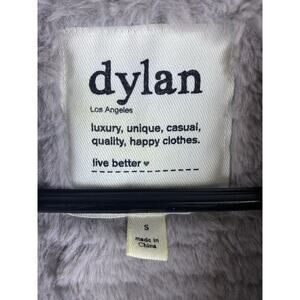 dylan
Los Angeles
luxury, unique, casual,
quality, happy clothes.
live better ♥
S
made in
China